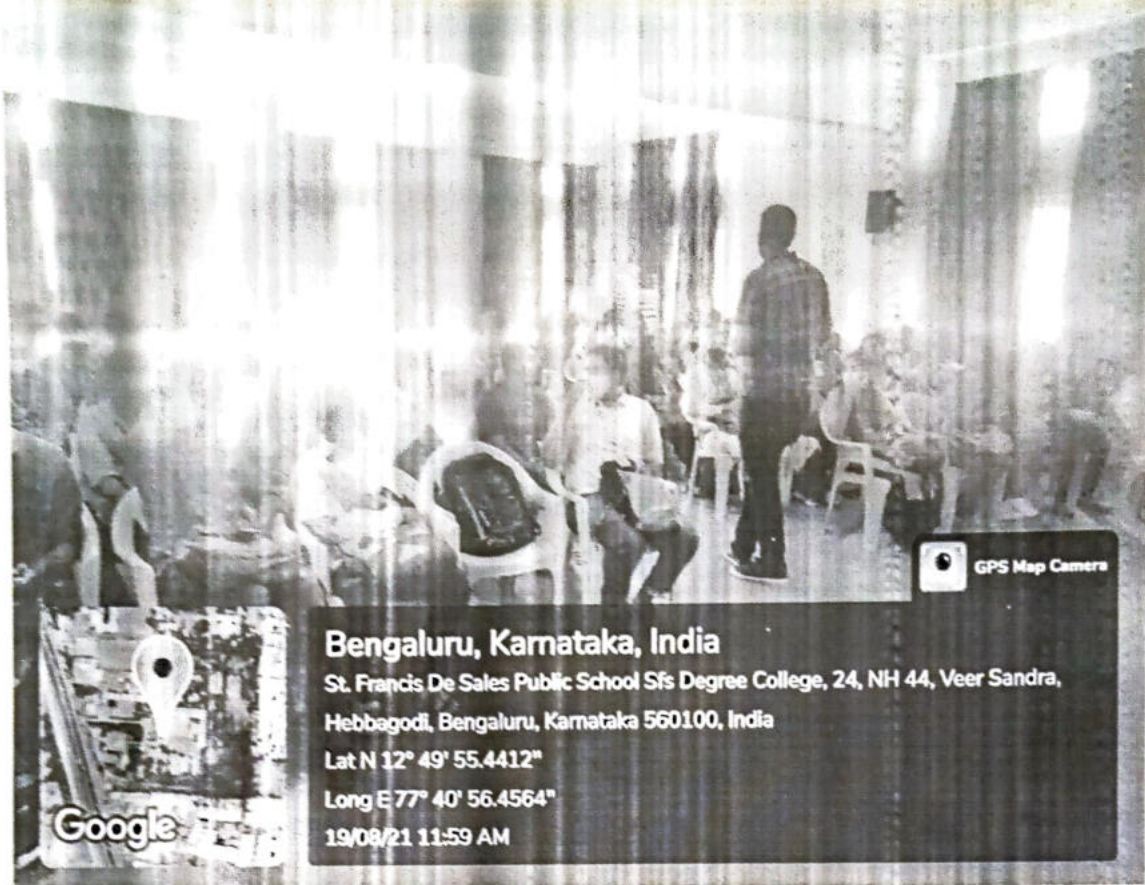 GPS Map Camera
Bengaluru, Karnataka, India
St. Francis De Sales Public School Sfs Degree College, 24, NH 44, Veer Sandra,
Hebbagodi, Bengaluru, Karnataka 560100, India
Lat N 12° 49' 55.4412"
Long E 77° 40' 56.4564"
19/08/21 11:59 AM
Google